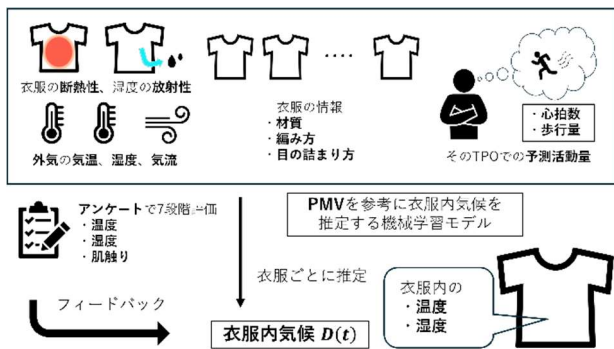 衣服の断熱性、湿度の放射性
外気の気温、湿度、気流
‥‥
衣服の情報
・材質
・編み方
・目の詰まり方
・心拍数
・歩行量
そのTPOでの予測活動量
アンケートで7段階評価
・温度
・湿度
・肌触り
PMVを参考に衣服内気候を
推定する機械学習モデル
衣服ごとに推定
フィードバック
衣服内気候 D(t)
衣服内の
・温度
・湿度